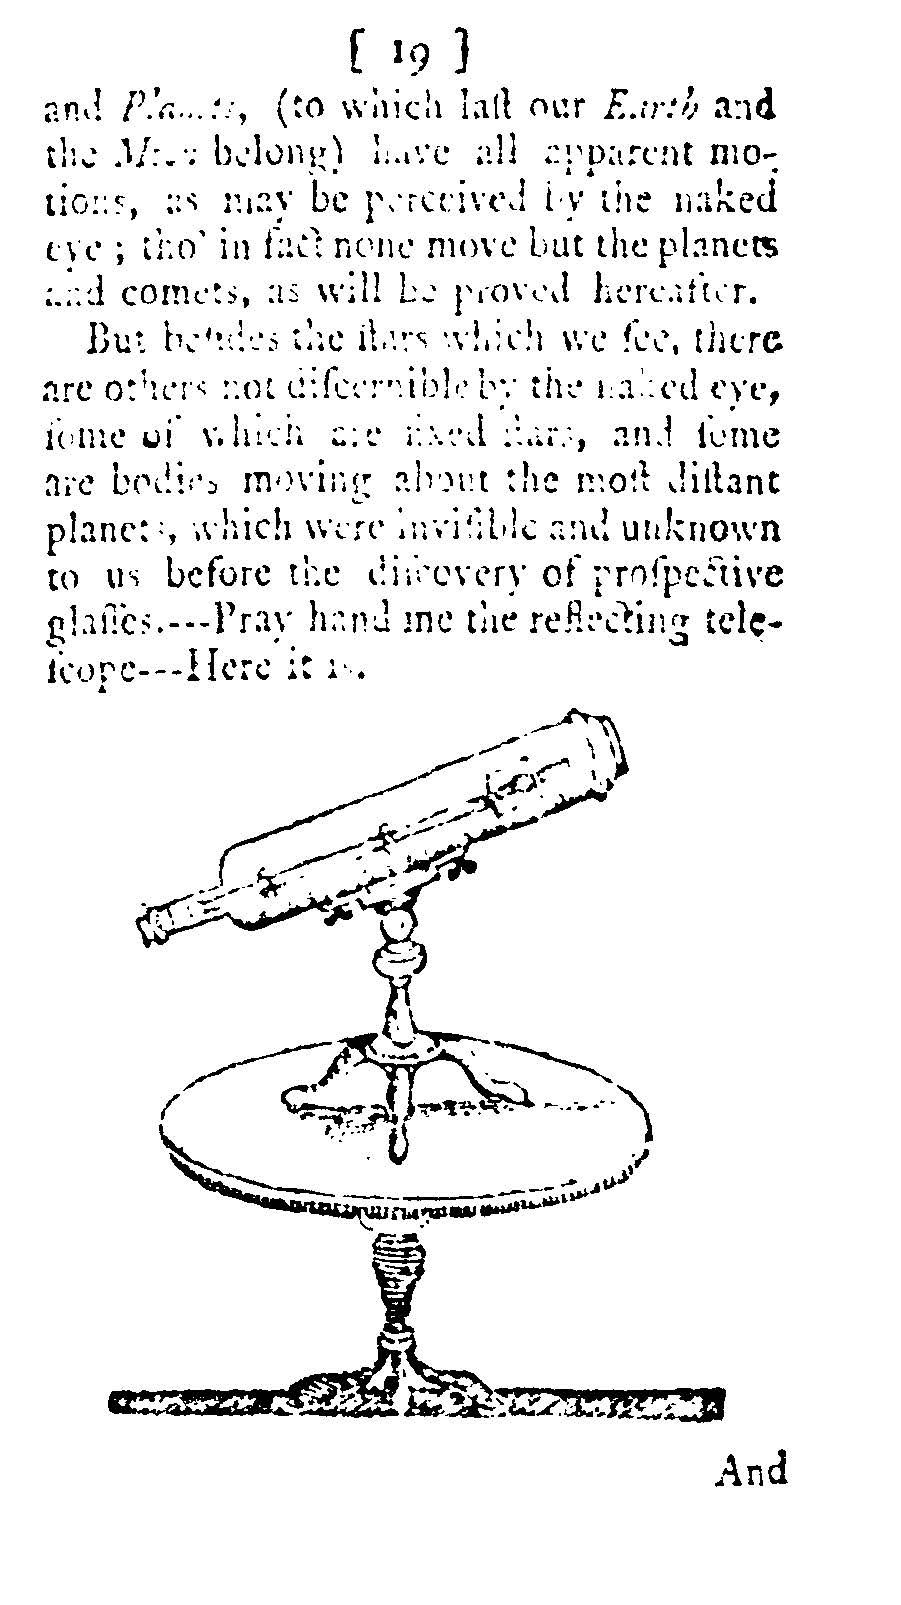 [ 19 ]
and Planets, (to which laſt our Earth and
the Moon belong) have all apparent mo-
tions, as may be perceived by the naked
eye ; tho' in fact none move but the planets
and comets, as will be proved hereafter.
But beſides the ſtars which we ſee, there
are others not diſcernible by the naked eye,
ſome of which are fixed ſtars, and ſome
are bodies moving about the moſt diſtant
planets, which were inviſible and unknown
to us before the diſcovery of proſpective
glaſſes.---Pray hand me the reflecting tele-
ſcope---Here it is.
And